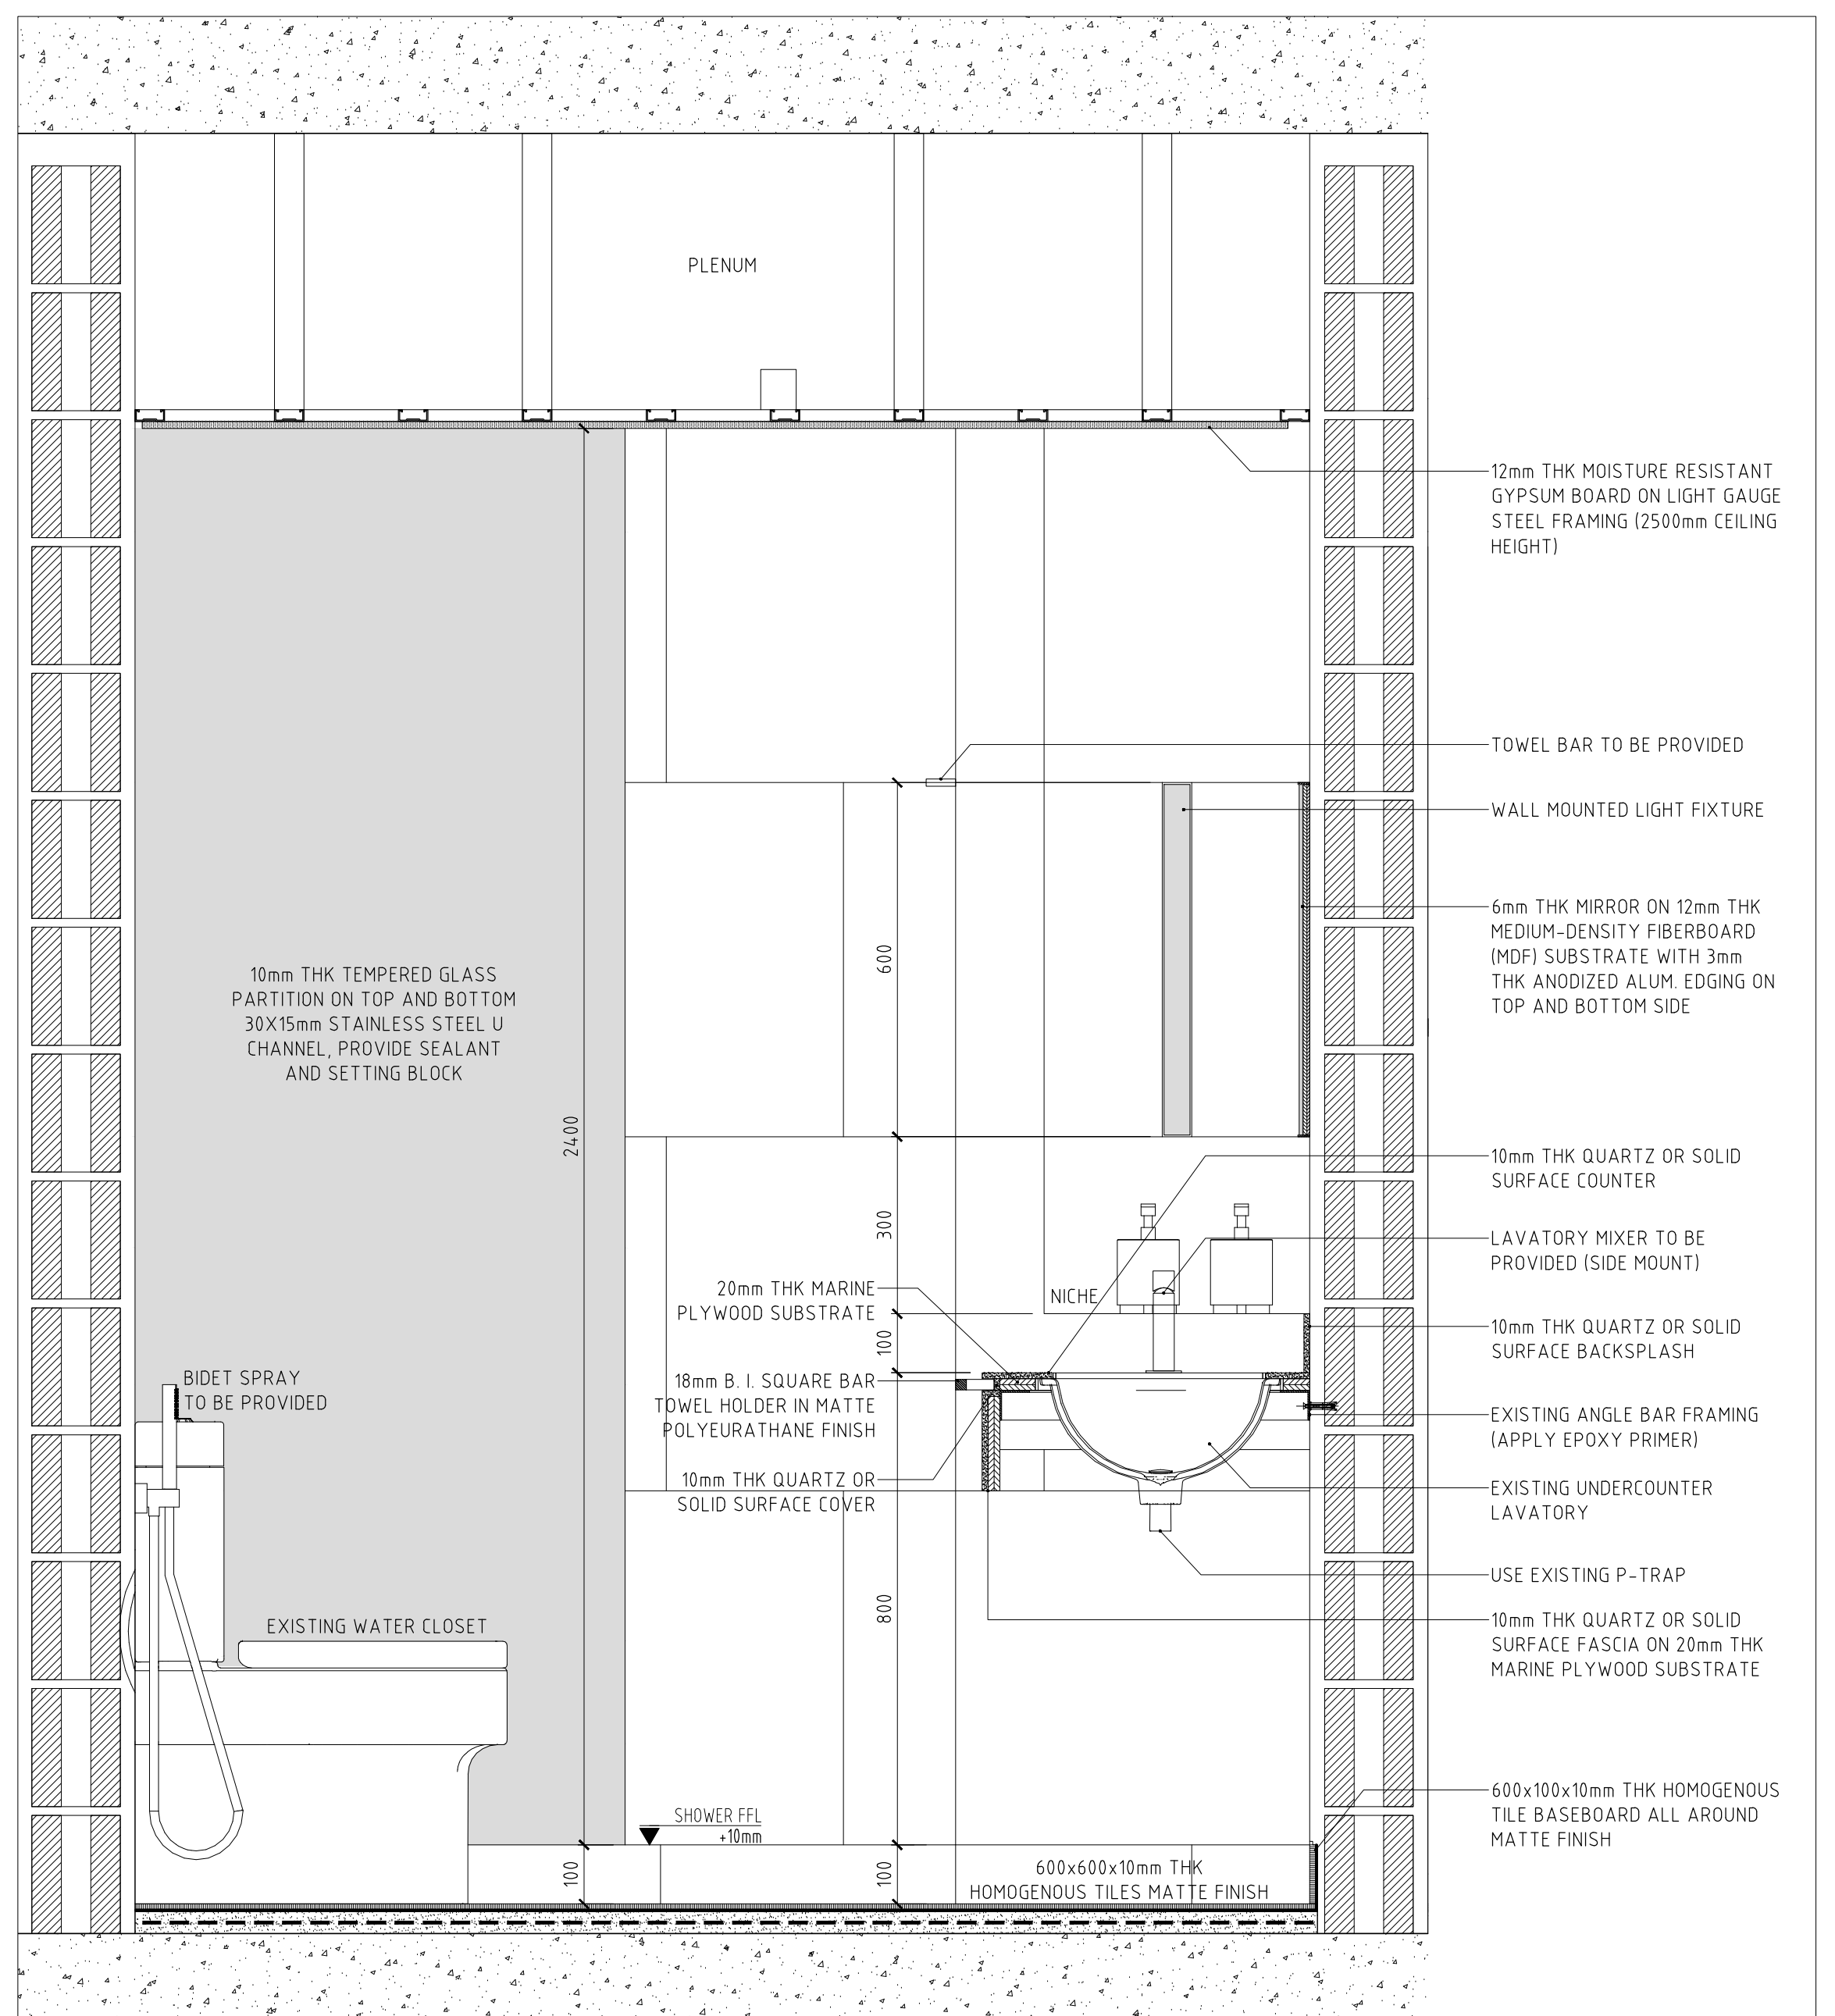 PLENUM
12mm THK MOISTURE RESISTANT
GYPSUM BOARD ON LIGHT GAUGE
STEEL FRAMING (2500mm CEILING
HEIGHT)
TOWEL BAR TO BE PROVIDED
WALL MOUNTED LIGHT FIXTURE
6mm THK MIRROR ON 12mm THK
MEDIUM-DENSITY FIBERBOARD
(MDF) SUBSTRATE WITH 3mm
THK ANODIZED ALUM. EDGING ON
TOP AND BOTTOM SIDE
600
10mm THK TEMPERED GLASS
PARTITION ON TOP AND BOTTOM
30X15mm STAINLESS STEEL U
CHANNEL, PROVIDE SEALANT
AND SETTING BLOCK
2400
10mm THK QUARTZ OR SOLID
SURFACE COUNTER
300
LAVATORY MIXER TO BE
PROVIDED (SIDE MOUNT)
20mm THK MARINE
PLYWOOD SUBSTRATE
NICHE
100
10mm THK QUARTZ OR SOLID
SURFACE BACKSPLASH
BIDET SPRAY
TO BE PROVIDED
18mm B. I. SQUARE BAR
TOWEL HOLDER IN MATTE
POLYEURATHANE FINISH
EXISTING ANGLE BAR FRAMING
(APPLY EPOXY PRIMER)
10mm THK QUARTZ OR
SOLID SURFACE COVER
EXISTING UNDERCOUNTER
LAVATORY
USE EXISTING P-TRAP
800
10mm THK QUARTZ OR SOLID
SURFACE FASCIA ON 20mm THK
MARINE PLYWOOD SUBSTRATE
EXISTING WATER CLOSET
600x100x10mm THK HOMOGENOUS
TILE BASEBOARD ALL AROUND
MATTE FINISH
SHOWER FFL
+10mm
100
100
600x600x10mm THK
HOMOGENOUS TILES MATTE FINISH